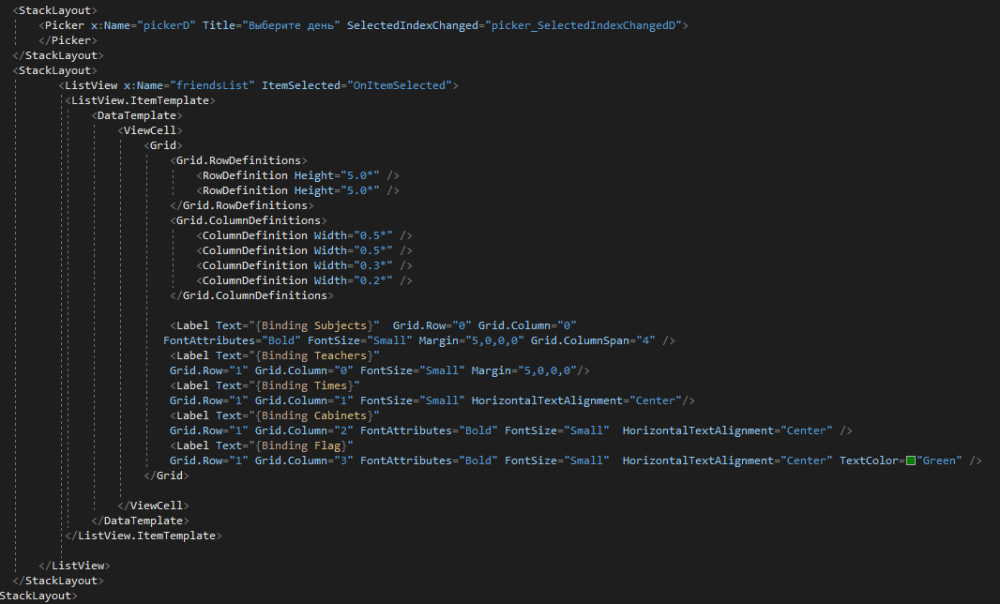 <StackLayout>
<Picker x:Name="pickerD" Title="Выберите день" SelectedIndexChanged="picker_SelectedIndexChangedD">
</Picker>
</StackLayout>
<StackLayout>
<ListView x:Name="friendsList" ItemSelected="OnItemSelected">
<ListView.ItemTemplate>
<DataTemplate>
<ViewCell>
<Grid>
<Grid.RowDefinitions>
<RowDefinition Height="5.0*" />
<RowDefinition Height="5.0*" />
</Grid.RowDefinitions>
<Grid.ColumnDefinitions>
<ColumnDefinition Width="0.5*" />
<ColumnDefinition Width="0.5*" />
<ColumnDefinition Width="0.3*" />
<ColumnDefinition Width="0.2*" />
</Grid.ColumnDefinitions>
<Label Text="{Binding Subjects}"  Grid.Row="0" Grid.Column="0"
FontAttributes="Bold" FontSize="Small" Margin="5,0,0,0" Grid.ColumnSpan="4" />
<Label Text="{Binding Teachers}"
Grid.Row="1" Grid.Column="0" FontSize="Small" Margin="5,0,0,0"/>
<Label Text="{Binding Times}"
Grid.Row="1" Grid.Column="1" FontSize="Small" HorizontalTextAlignment="Center"/>
<Label Text="{Binding Cabinets}"
Grid.Row="1" Grid.Column="2" FontAttributes="Bold" FontSize="Small"  HorizontalTextAlignment="Center" />
<Label Text="{Binding Flag}"
Grid.Row="1" Grid.Column="3" FontAttributes="Bold" FontSize="Small"  HorizontalTextAlignment="Center" TextColor="Green" />
</Grid>
</ViewCell>
</DataTemplate>
</ListView.ItemTemplate>
</ListView>
</StackLayout>
StackLayout>